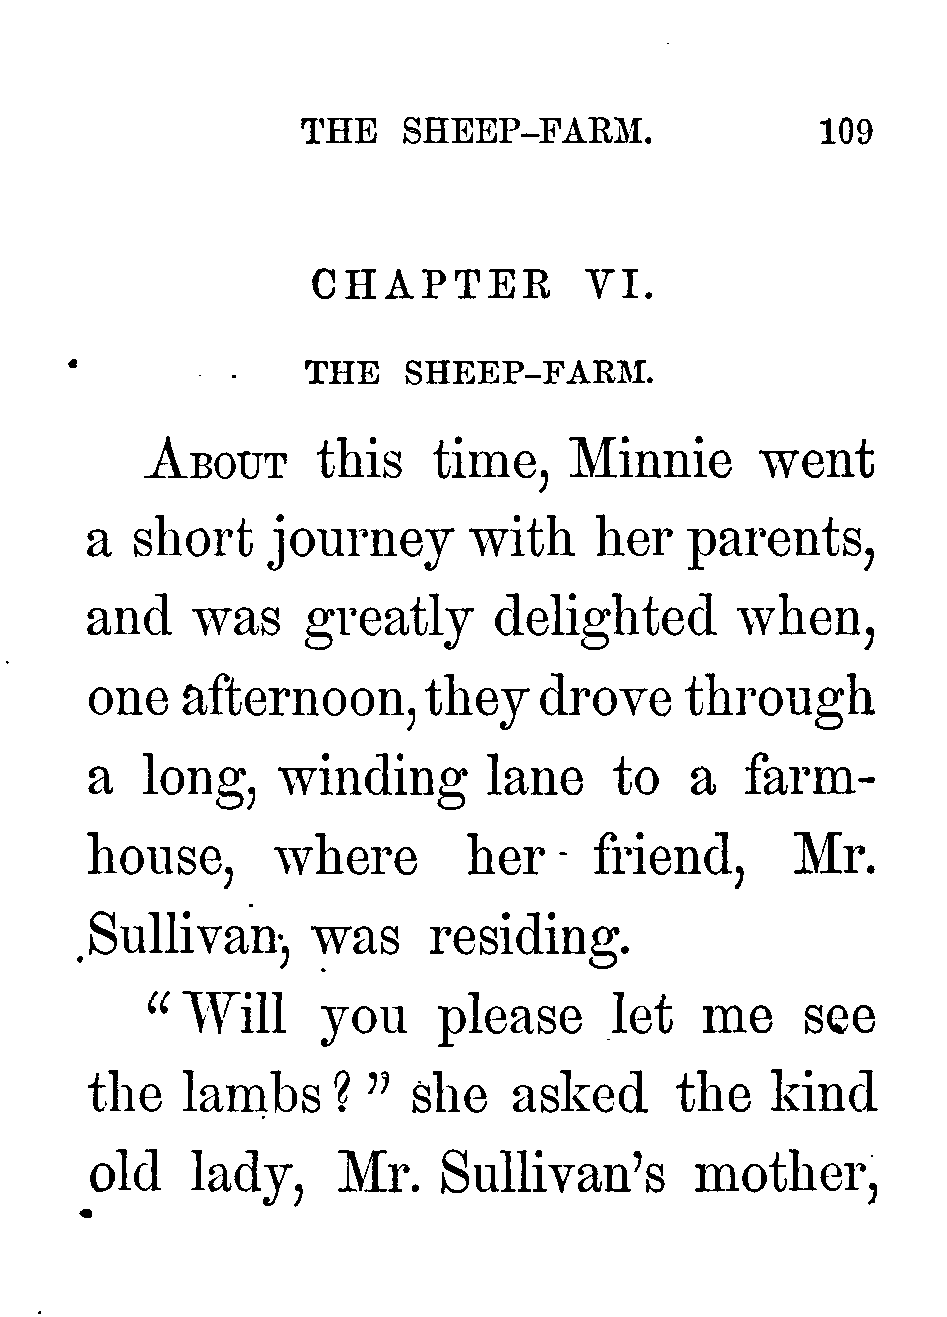 THE SHEEP-FARM. 109
CHAPTER VI.
THE SHEEP-FARM.
ABOUT this time, Minnie went
a short journey with her parents,
and was greatly delighted when,
one afternoon, they drove through
a long, winding lane to a farm-
house, where her friend, Mr.
Sullivan, was residing.
"Will you please let me see
the lambs?" she asked the kind
old lady, Mr. Sullivan's mother,